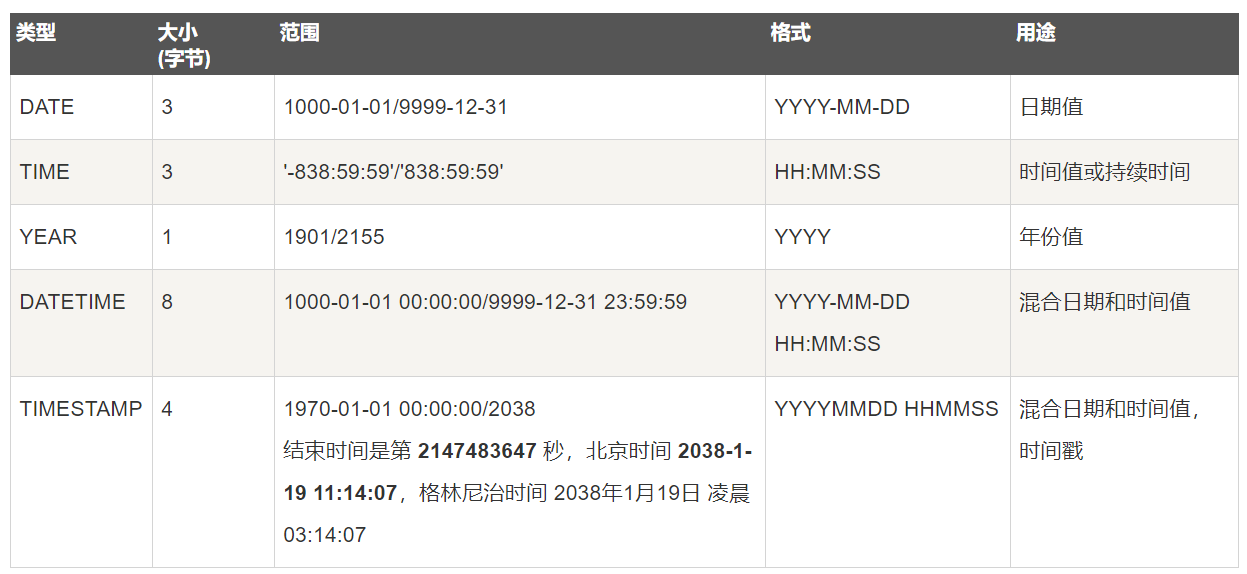 类型 大小 范围 格式 用途
(字节)
DATE 3 1000-01-01/9999-12-31 YYYY-MM-DD 日期值
TIME 3 '-838:59:59'/'838:59:59' HH:MM:SS 时间值或持续时间
YEAR 1 1901/2155 YYYY 年份值
DATETIME 8 1000-01-01 00:00:00/9999-12-31 23:59:59 YYYY-MM-DD 混合日期和时间值
HH:MM:SS
TIMESTAMP 4 1970-01-01 00:00:00/2038 YYYYMMDD HHMMSS 混合日期和时间值，
结束时间是第 2147483647 秒，北京时间 2038-1- 时间戳
19 11:14:07，格林尼治时间 2038年1月19日 凌晨
03:14:07